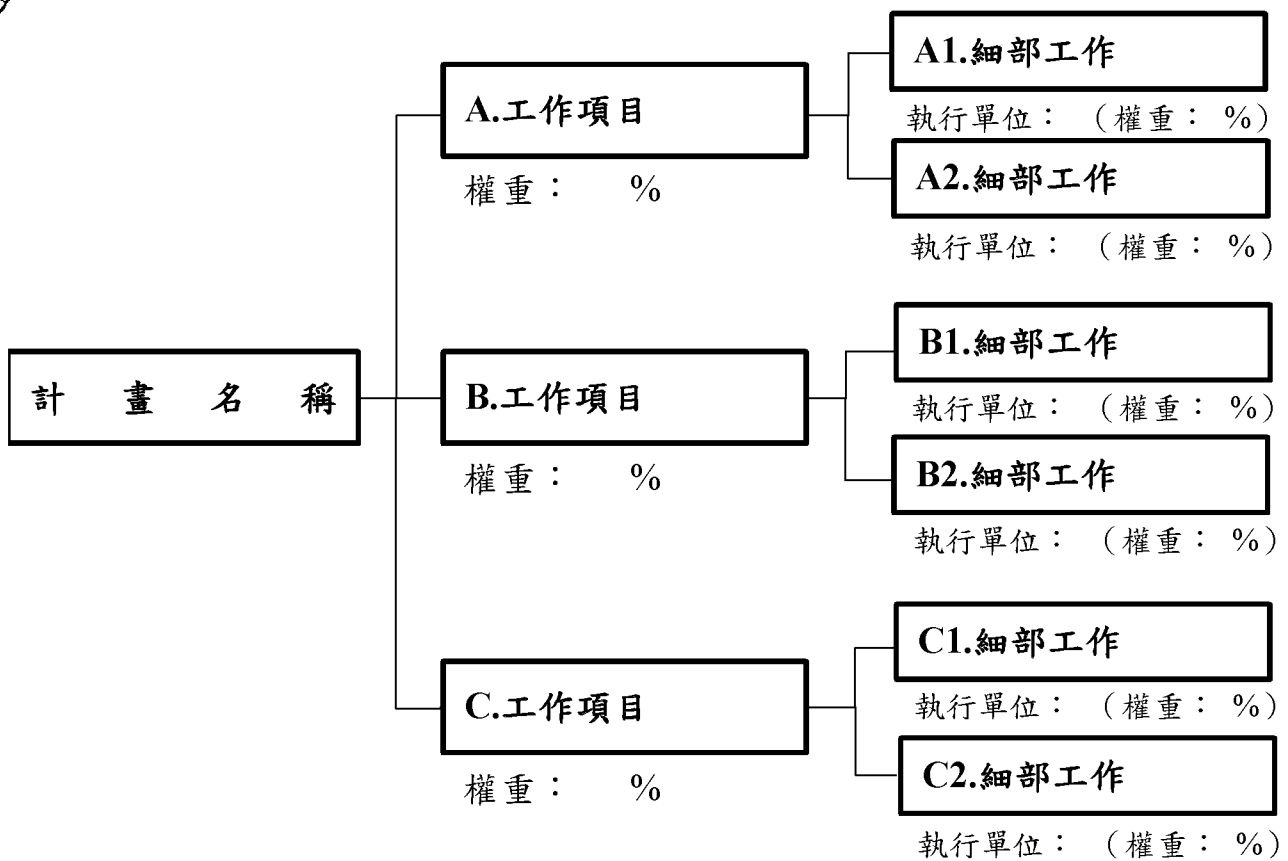 計畫名稱
A.工作項目
權重： %
A1.細部工作
執行單位： （權重： %）
A2.細部工作
執行單位： （權重： %）
B.工作項目
權重： %
B1.細部工作
執行單位： （權重： %）
B2.細部工作
執行單位： （權重： %）
C.工作項目
權重： %
C1.細部工作
執行單位： （權重： %）
C2.細部工作
執行單位： （權重： %）